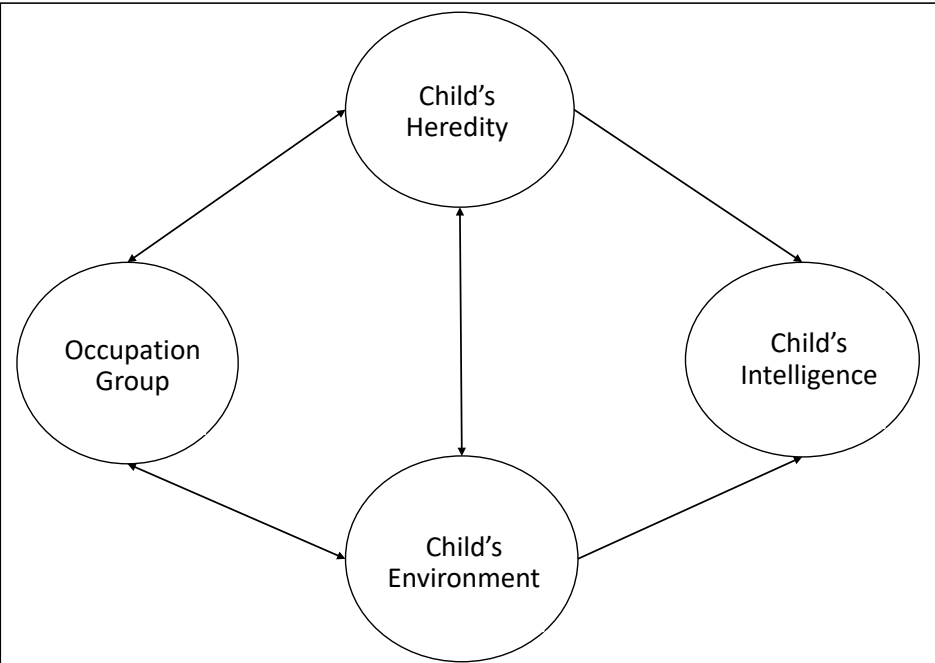 Child’s
Heredity
Occupation
Group
Child’s
Intelligence
Child’s
Environment